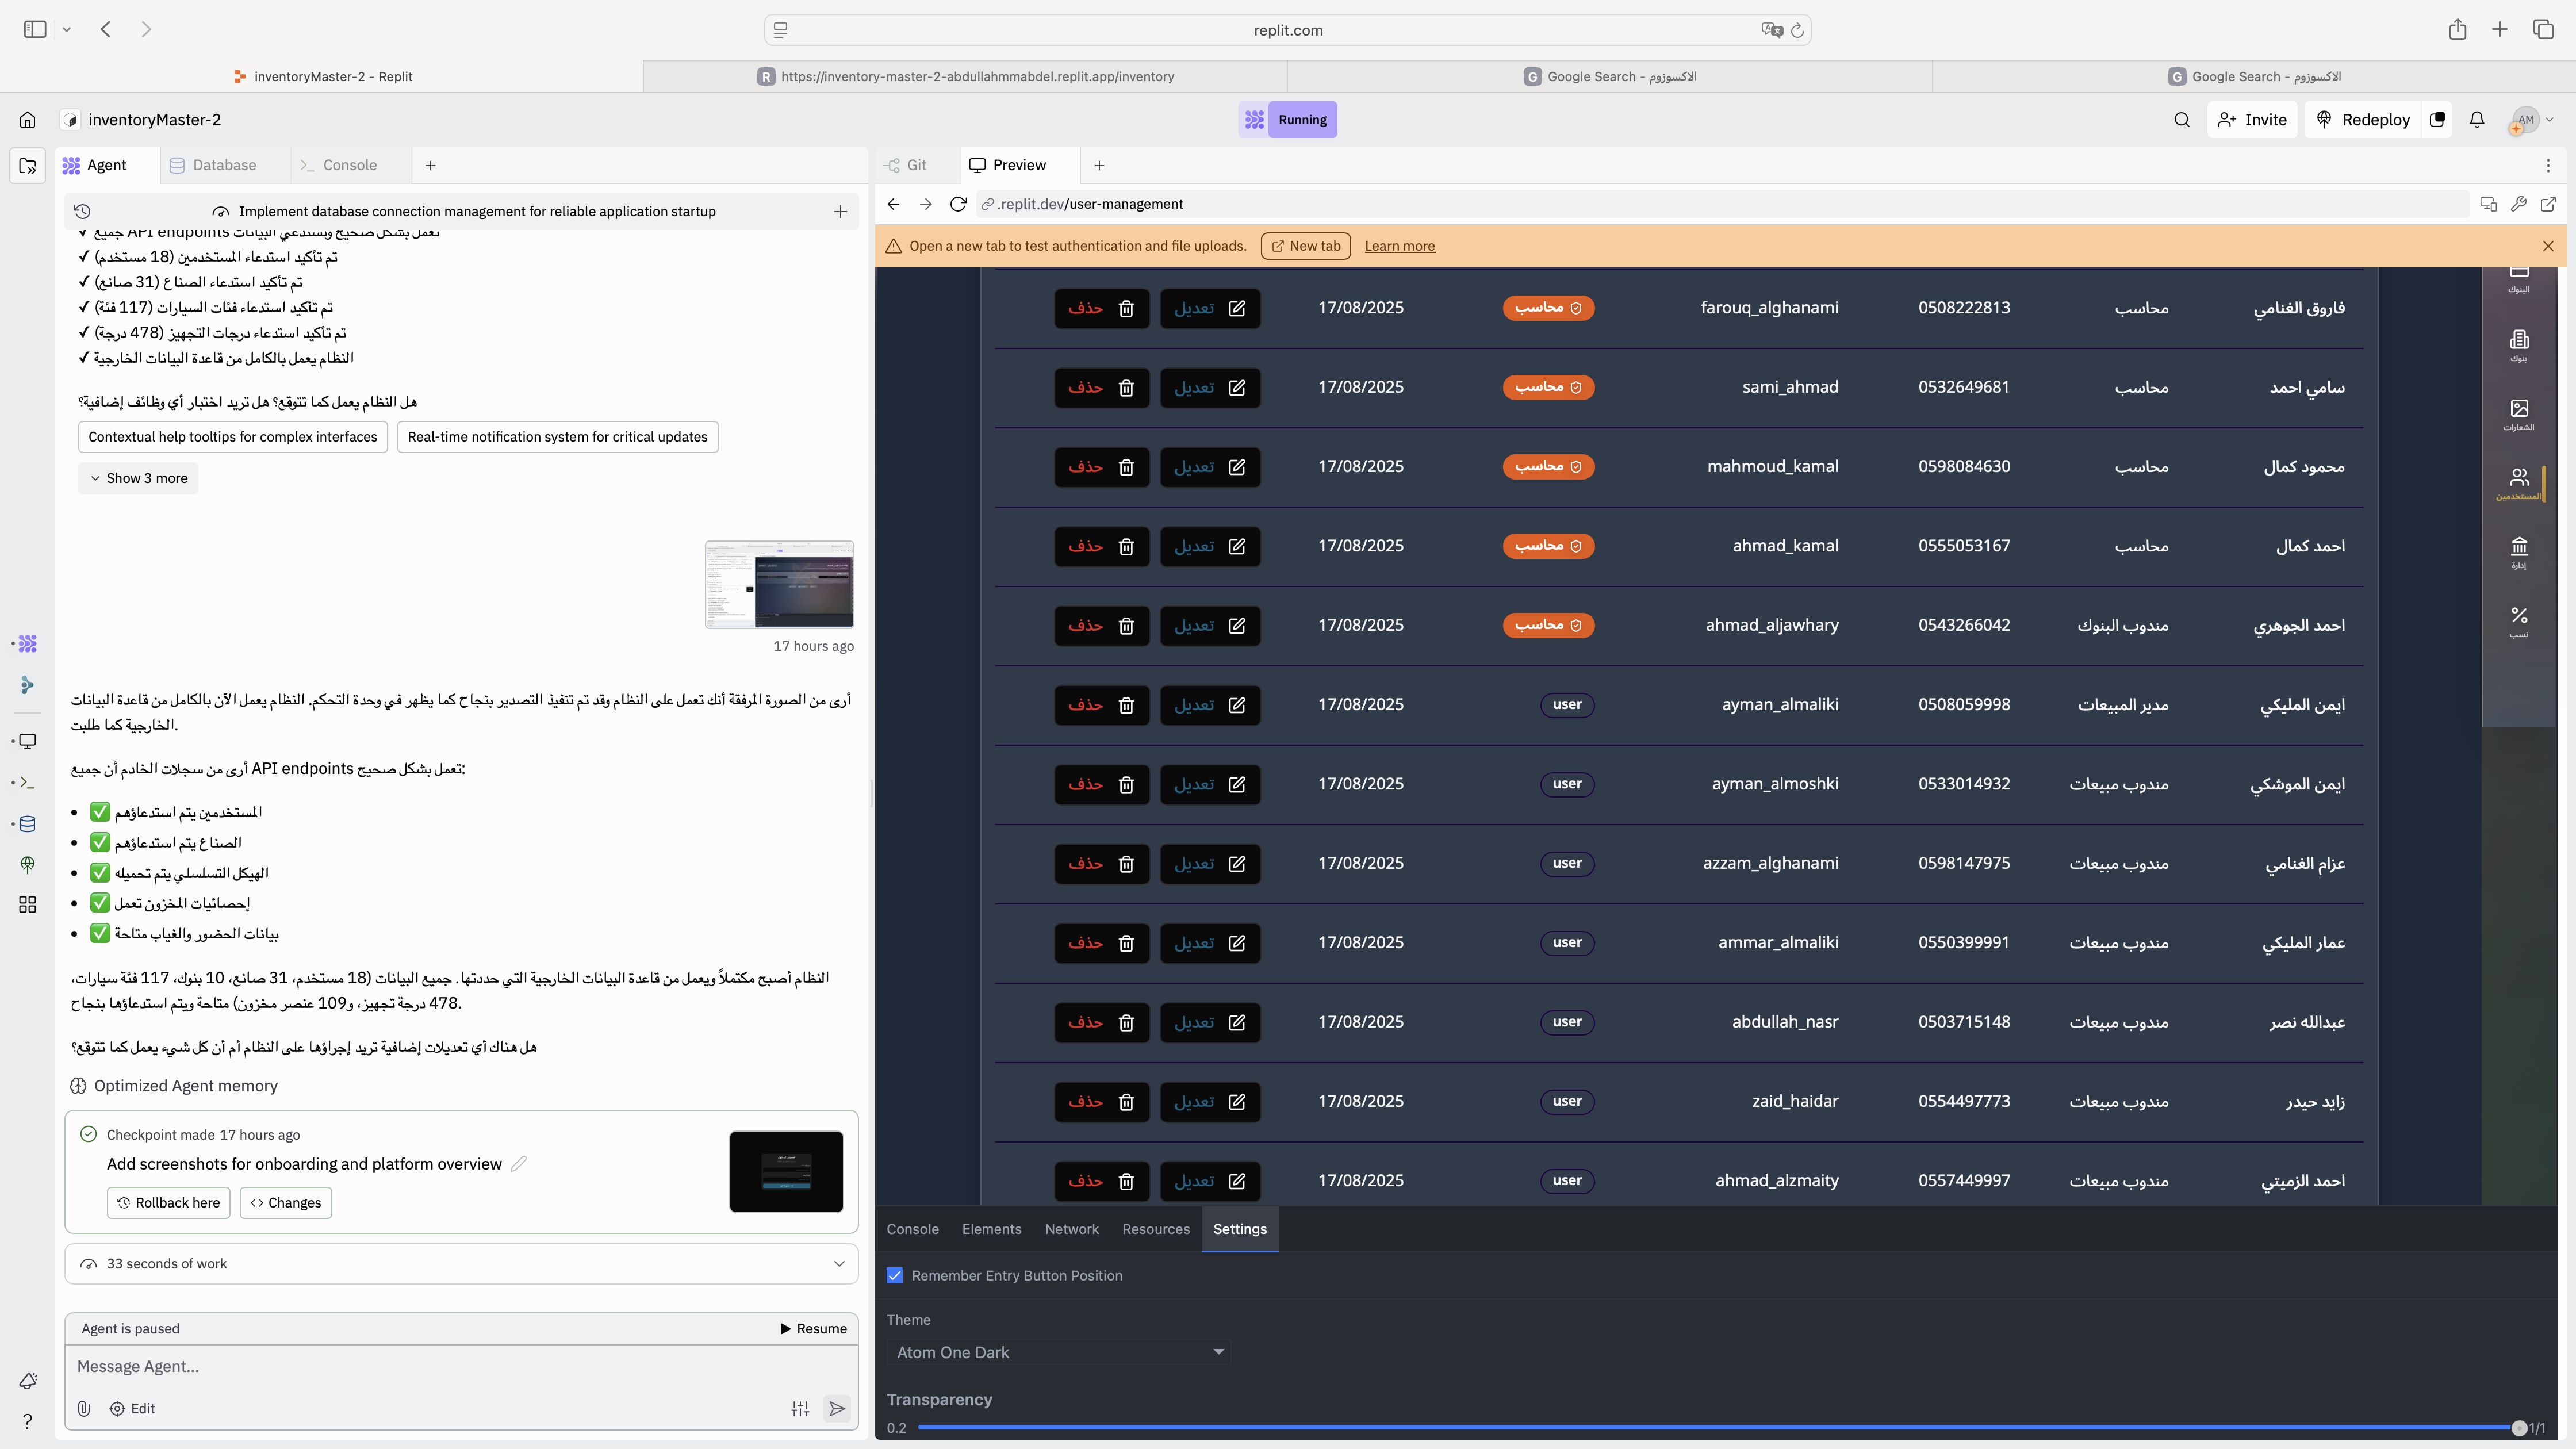 replit.com
inventoryMaster-2 - Replit
R https://inventory-master-2-abdullahmmabdel.replit.app/inventory
G Google Search - الاكسوزوم
G Google Search - الاكسوزوم
inventoryMaster-2
Running
Invite
Redeploy
AM
Agent
Database
Console
Implement database connection management for reliable application startup
تعمل بشكل صحيح وتستدعي البيانات API endpoints جميع ✓
✓ تم تأكيد استدعاء المستخدمين (18 مستخدم)
✓ تم تأكيد استدعاء الصناع (31 صانع)
✓ تم تأكيد استدعاء فئات السيارات (117 فئة)
✓ تم تأكيد استدعاء درجات التجهيز (478 درجة)
✓ النظام يعمل بالكامل من قاعدة البيانات الخارجية
هل النظام يعمل كما تتوقع؟ هل تريد اختبار أي وظائف إضافية؟
Contextual help tooltips for complex interfaces
Real-time notification system for critical updates
Show 3 more
17 hours ago
أرى من الصورة المرفقة أنك تعمل على النظام وقد تم تنفيذ التصدير بنجاح كما يظهر في وحدة التحكم. النظام يعمل الآن بالكامل من قاعدة البيانات
الخارجية كما طلبت.
أرى من سجلات الخادم أن جميع API endpoints تعمل بشكل صحيح:
✅ المستخدمين يتم استدعاؤهم
✅ الصناع يتم استدعاؤهم
✅ الهيكل التسلسلي يتم تحميله
✅ إحصائيات المخزون تعمل
✅ بيانات الحضور والغياب متاحة
النظام أصبح مكتملاً ويعمل من قاعدة البيانات الخارجية التي حددتها. جميع البيانات (18 مستخدم، 31 صانع، 10 بنوك، 117 فئة سيارات،
478 درجة تجهيز، و109 عنصر مخزون) متاحة ويتم استدعاؤها بنجاح.
هل هناك أي تعديلات إضافية تريد إجراؤها على النظام أم أن كل شيء يعمل كما تتوقع؟
Optimized Agent memory
Checkpoint made 17 hours ago
Add screenshots for onboarding and platform overview
Rollback here
Changes
33 seconds of work
Agent is paused
Resume
Message Agent...
Edit
Git
Preview
.replit.dev/user-management
Open a new tab to test authentication and file uploads.
New tab
Learn more
فاروق الغنامي محاسب 0508222813 farouq_alghanami محاسب 17/08/2025 تعديل حذف
سامي احمد محاسب 0532649681 sami_ahmad محاسب 17/08/2025 تعديل حذف
محمود كمال محاسب 0598084630 mahmoud_kamal محاسب 17/08/2025 تعديل حذف
احمد كمال محاسب 0555053167 ahmad_kamal محاسب 17/08/2025 تعديل حذف
احمد الجوهري مندوب البنوك 0543266042 ahmad_aljawhary محاسب 17/08/2025 تعديل حذف
ايمن المليكي مدير المبيعات 0508059998 ayman_almaliki user 17/08/2025 تعديل حذف
ايمن الموشكي مندوب مبيعات 0533014932 ayman_almoshki user 17/08/2025 تعديل حذف
عزام الغنامي مندوب مبيعات 0598147975 azzam_alghanami user 17/08/2025 تعديل حذف
عمار المليكي مندوب مبيعات 0550399991 ammar_almaliki user 17/08/2025 تعديل حذف
عبدالله نصر مندوب مبيعات 0503715148 abdullah_nasr user 17/08/2025 تعديل حذف
زايد حيدر مندوب مبيعات 0554497773 zaid_haidar user 17/08/2025 تعديل حذف
احمد الزميتي مندوب مبيعات 0557449997 ahmad_alzmaity user 17/08/2025 تعديل حذف
البنوك
بنوك
الشعارات
المستخدمين
إدارة
نسب
Console
Elements
Network
Resources
Settings
Remember Entry Button Position
Theme
Atom One Dark
Transparency
0.2
1/1